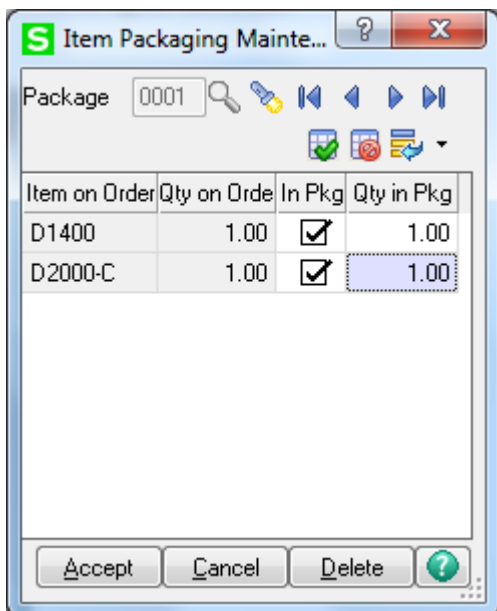 S Item Packaging Mainte... ? X
Package 0001
Item on Order Qty on Orde In Pkg Qty in Pkg
D1400 1.00 1.00
D2000-C 1.00 1.00
Accept Cancel Delete ?